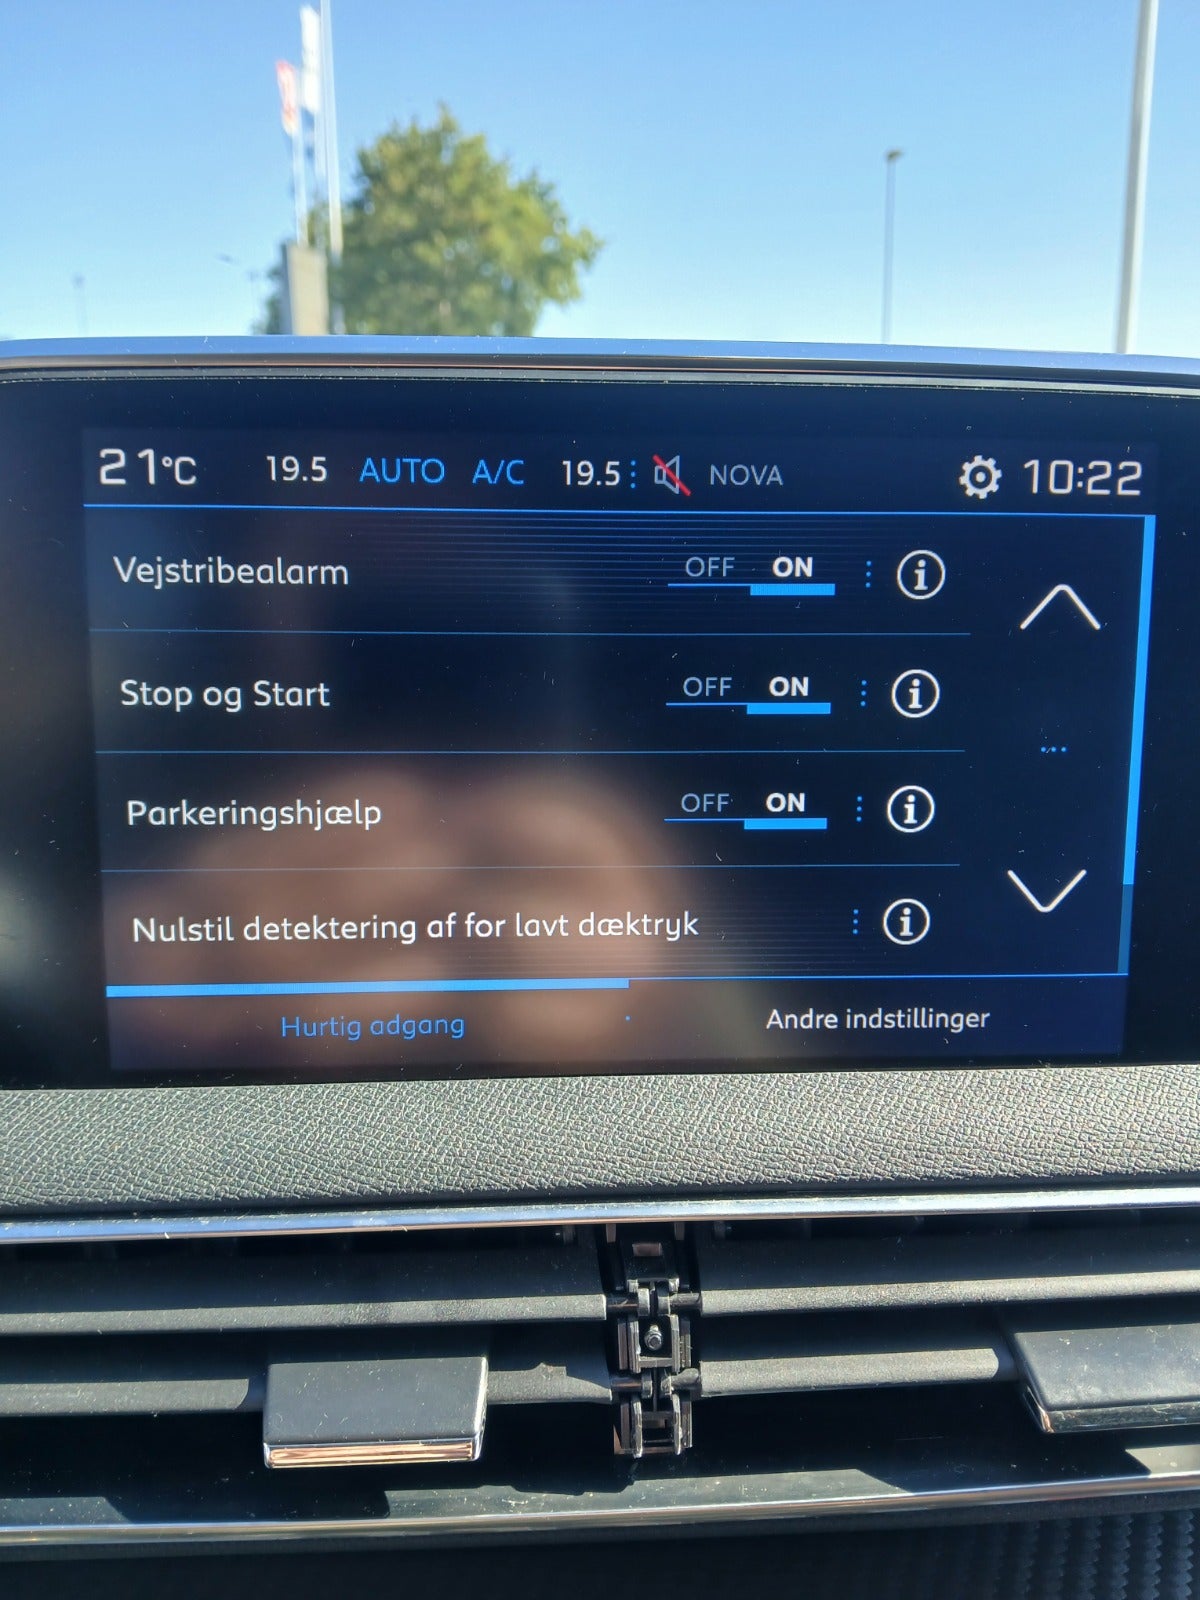 21°C 19.5 AUTO A/C 19.5 NOVA 10:22
Vejstribealarm OFF ON i
Stop og Start OFF ON i
Parkeringshjælp OFF ON i
Nulstil detektering af for lavt dæktryk i
Hurtig adgang Andre indstillinger